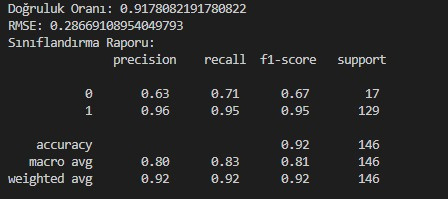 Doğruluk Oranı: 0.9178082191780822
RMSE: 0.28669108954049793
Sınıflandırma Raporu:
precision recall f1-score support
0 0.63 0.71 0.67 17
1 0.96 0.95 0.95 129
accuracy 0.92 146
macro avg 0.80 0.83 0.81 146
weighted avg 0.92 0.92 0.92 146